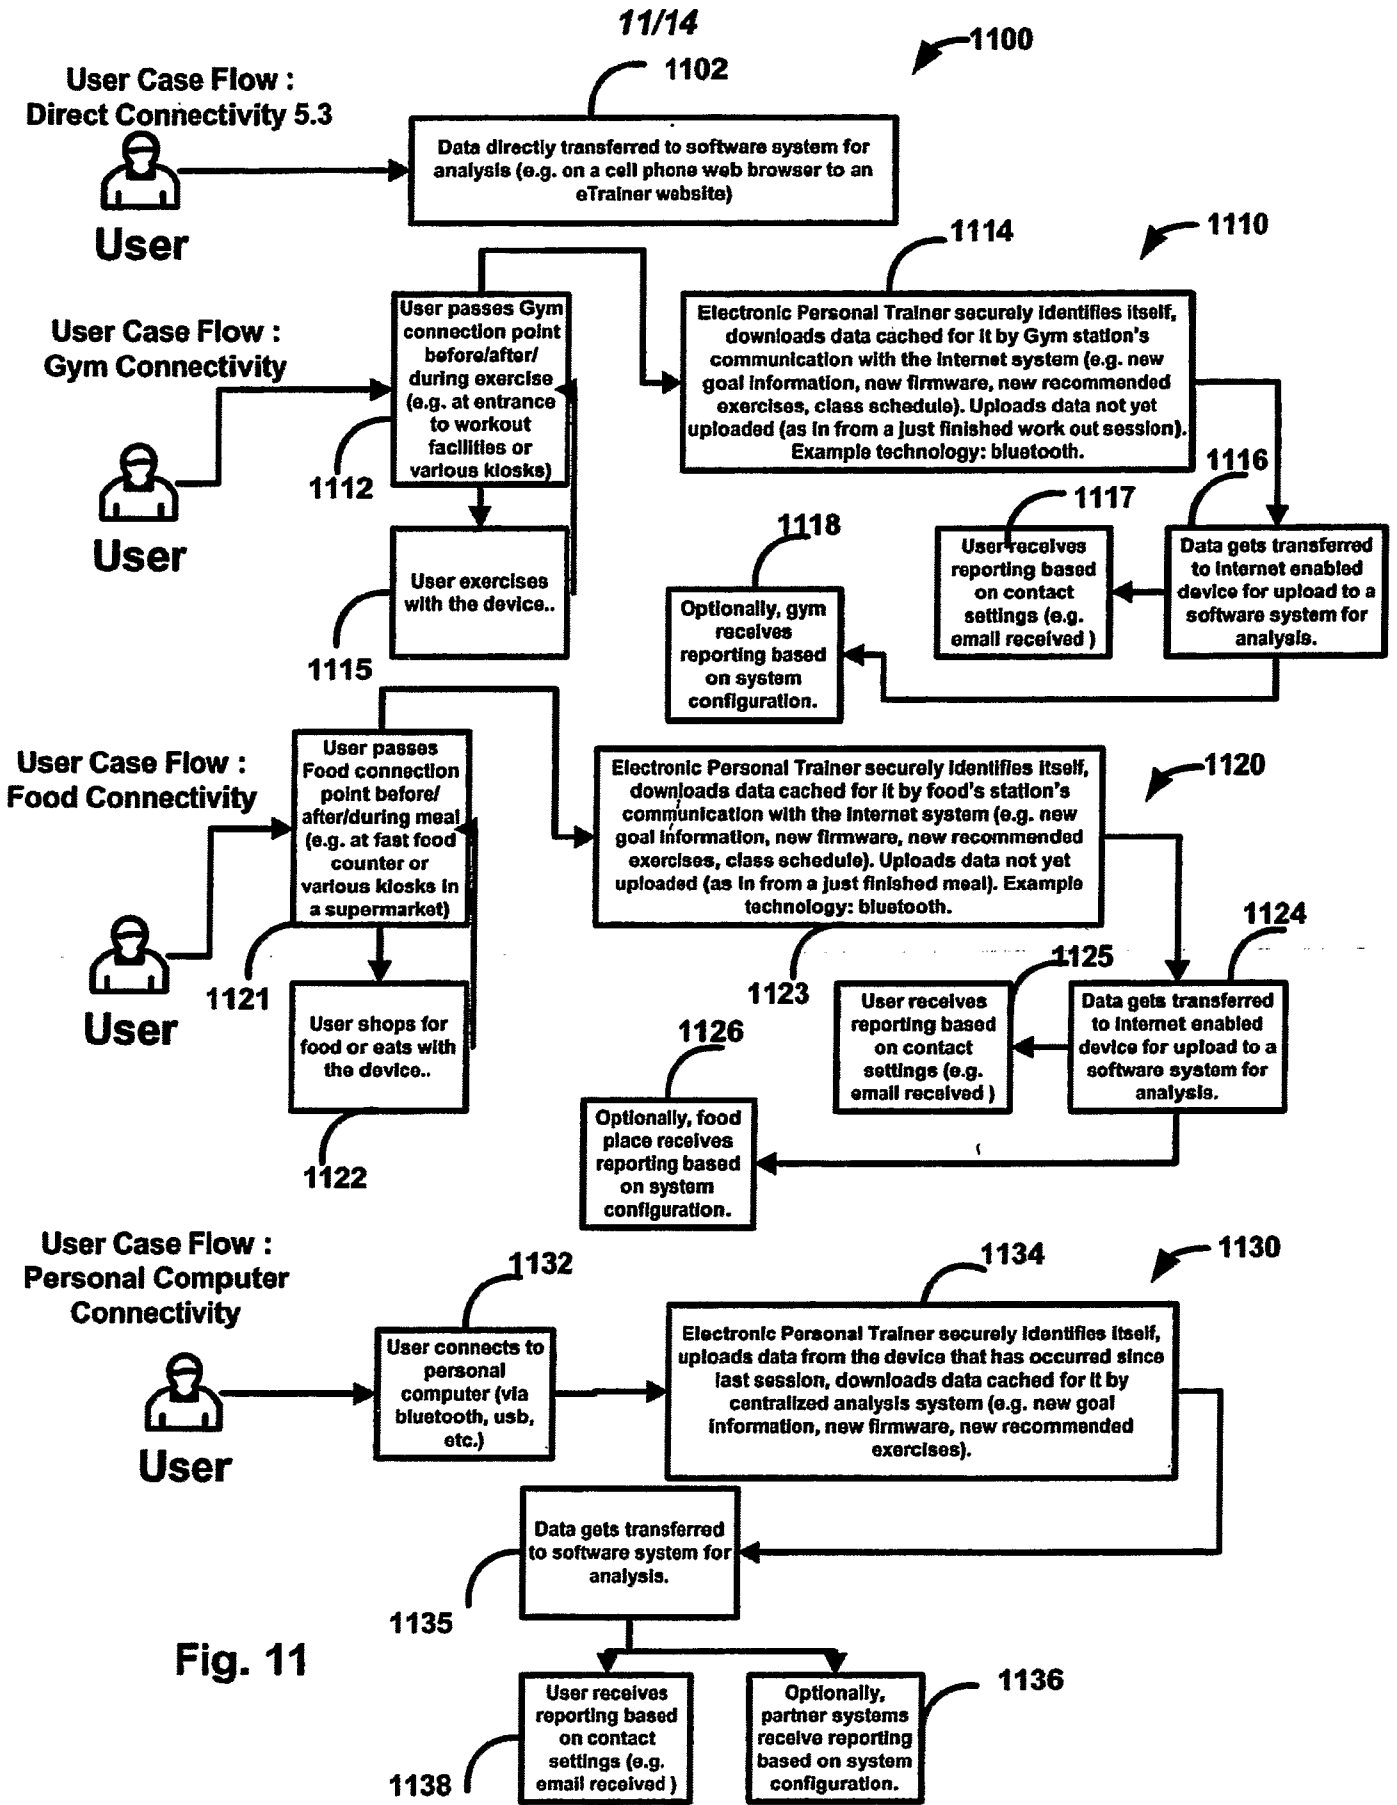 11/14
1100
User Case Flow :
Direct Connectivity 5.3
1102
Data directly transferred to software system for
analysis (e.g. on a cell phone web browser to an
eTrainer website)
User
1110
User Case Flow :
Gym Connectivity
User
User passes Gym
connection point
before/after/
during exercise
(e.g. at entrance
to workout
facilities or
various kiosks)
1112
User exercises
with the device..
1115
1114
Electronic Personal Trainer securely identifies itself,
downloads data cached for it by Gym station's
communication with the internet system (e.g. new
goal information, new firmware, new recommended
exercises, class schedule). Uploads data not yet
uploaded (as in from a just finished work out session).
Example technology: bluetooth.
1116
Data gets transferred
to internet enabled
device for upload to a
software system for
analysis.
1117
User receives
reporting based
on contact
settings (e.g.
email received )
1118
Optionally, gym
receives
reporting based
on system
configuration.
1120
User Case Flow :
Food Connectivity
User
User passes
Food connection
point before/
after/during meal
(e.g. at fast food
counter or
various kiosks in
a supermarket)
1121
User shops for
food or eats with
the device..
1122
Electronic Personal Trainer securely identifies itself,
downloads data cached for it by food's station's
communication with the internet system (e.g. new
goal information, new firmware, new recommended
exercises, class schedule). Uploads data not yet
uploaded (as in from a just finished meal). Example
technology: bluetooth.
1123
1124
Data gets transferred
to internet enabled
device for upload to a
software system for
analysis.
1125
User receives
reporting based
on contact
settings (e.g.
email received )
1126
Optionally, food
place receives
reporting based
on system
configuration.
1130
User Case Flow :
Personal Computer
Connectivity
User
1132
User connects to
personal
computer (via
bluetooth, usb,
etc.)
1134
Electronic Personal Trainer securely identifies itself,
uploads data from the device that has occurred since
last session, downloads data cached for it by
centralized analysis system (e.g. new goal
information, new firmware, new recommended
exercises).
Data gets transferred
to software system for
analysis.
1135
User receives
reporting based
on contact
settings (e.g.
email received )
1138
Optionally,
partner systems
receive reporting
based on system
configuration.
1136
Fig. 11